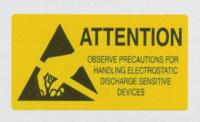 ATTENTION
OBSERVE PRECAUTIONS FOR
HANDLING ELECTROSTATIC
DISCHARGE SENSITIVE
DEVICES